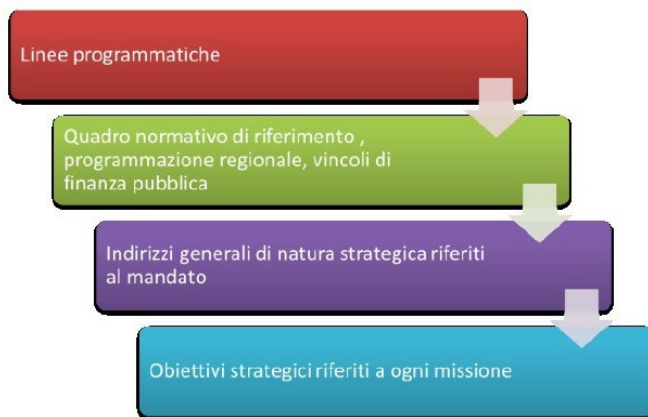 Linee programmatiche
Quadro normativo di riferimento ,
programmazione regionale, vincoli di
finanza pubblica
Indirizzi generali di natura strategica riferiti
al mandato
Obiettivi strategici riferiti a ogni missione